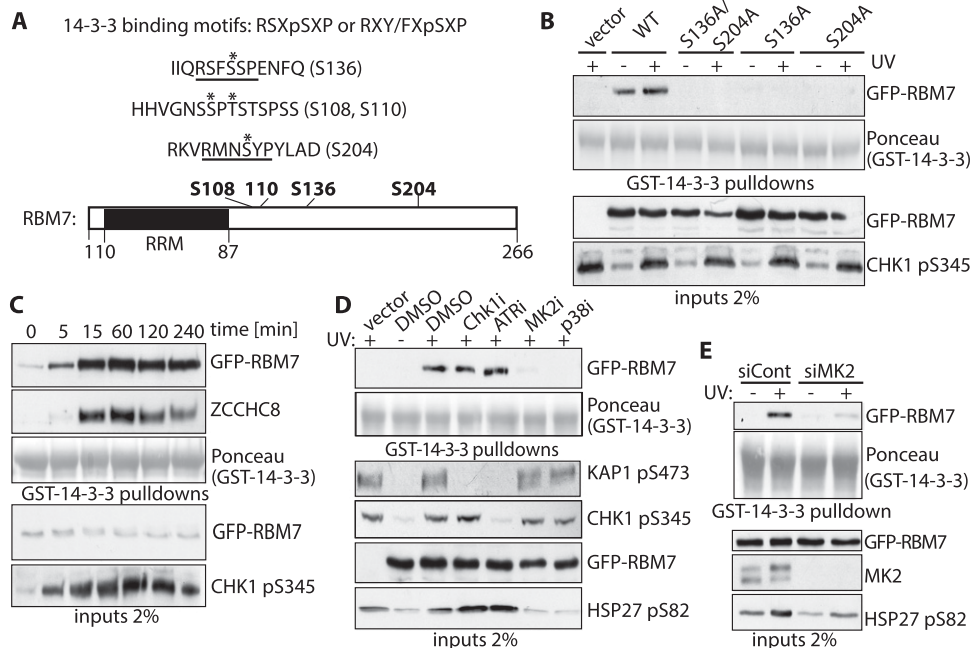 A
14-3-3 binding motifs: RSXpSXP or RXY/FXpSXP
*
IIQRSFSSPENFQ (S136)
* *
HHVGNSSPTSTSPSS (S108, S110)
*
RKVRMNSYPYLAD (S204)
S108 110 S136 S204
RBM7:
110 RRM 87 266
B
vector WT S136A/S204A S136A S204A
+ - + - + - + - + UV
GFP-RBM7
Ponceau
(GST-14-3-3)
GST-14-3-3 pulldowns
GFP-RBM7
CHK1 pS345
inputs 2%
C
0 5 15 60 120 240 time [min]
GFP-RBM7
ZCCHC8
Ponceau
(GST-14-3-3)
GST-14-3-3 pulldowns
GFP-RBM7
CHK1 pS345
inputs 2%
D
vector DMSO DMSO Chk1i ATRi MK2i p38i
UV: + - + + + + +
GFP-RBM7
Ponceau
(GST-14-3-3)
GST-14-3-3 pulldowns
KAP1 pS473
CHK1 pS345
GFP-RBM7
HSP27 pS82
inputs 2%
E
siCont siMK2
UV: - + - +
GFP-RBM7
Ponceau
(GST-14-3-3)
GST-14-3-3 pulldown
GFP-RBM7
MK2
HSP27 pS82
inputs 2%